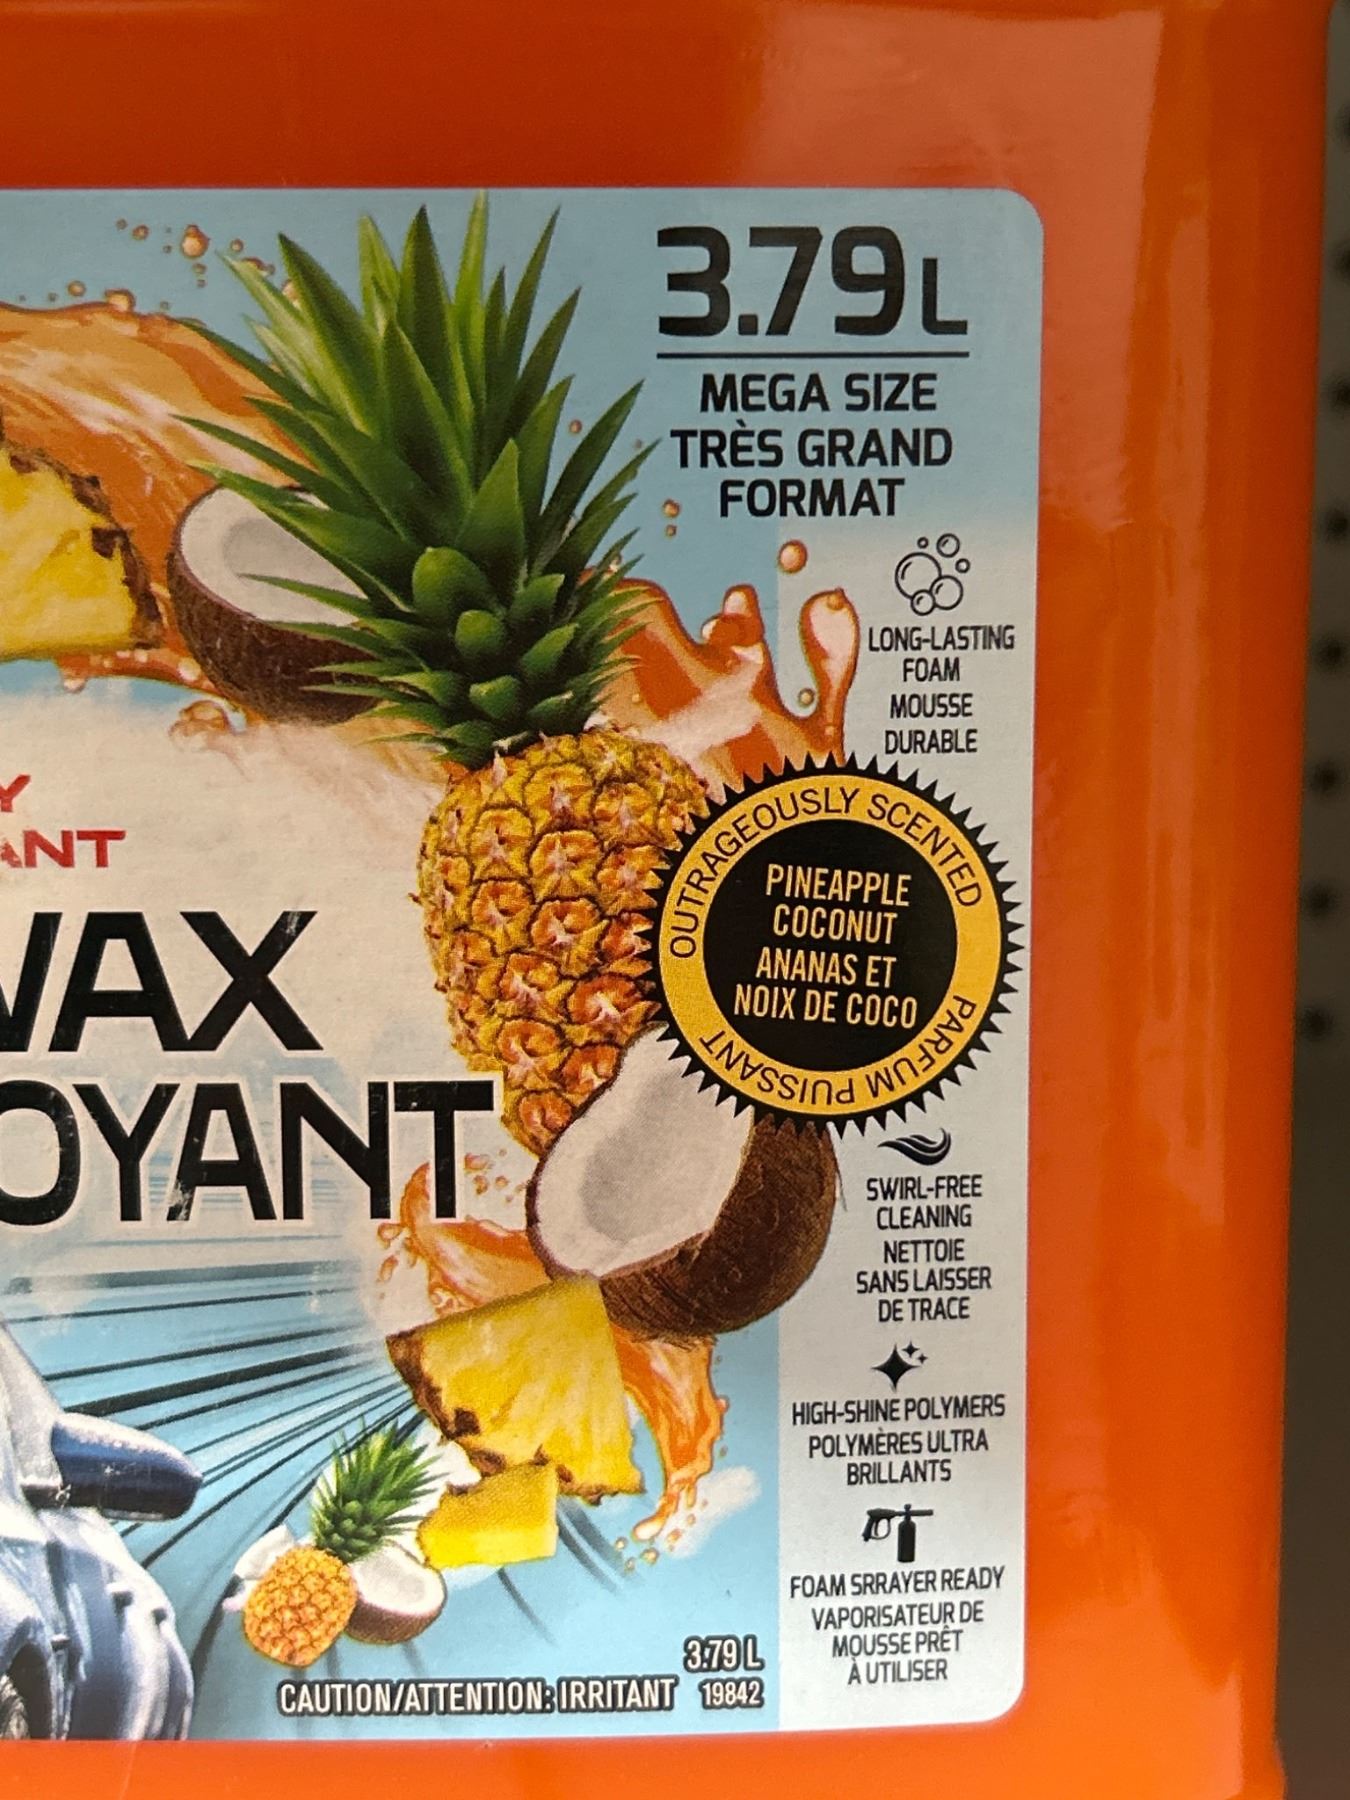 3.79L
MEGA SIZE
TRÈS GRAND
FORMAT
LONG-LASTING
FOAM
MOUSSE
DURABLE
OUTRAGEOUSLY SCENTED
PINEAPPLE
COCONUT
ANANAS ET
NOIX DE COCO
PARFUM PUISSANT
Y
ANT
WAX
OYANT
SWIRL-FREE
CLEANING
NETTOIE
SANS LAISSER
DE TRACE
HIGH-SHINE POLYMERS
POLYMÈRES ULTRA
BRILLANTS
FOAM SRRAYER READY
VAPORISATEUR DE
MOUSSE PRÊT
À UTILISER
3.79 L
CAUTION/ATTENTION: IRRITANT 19842